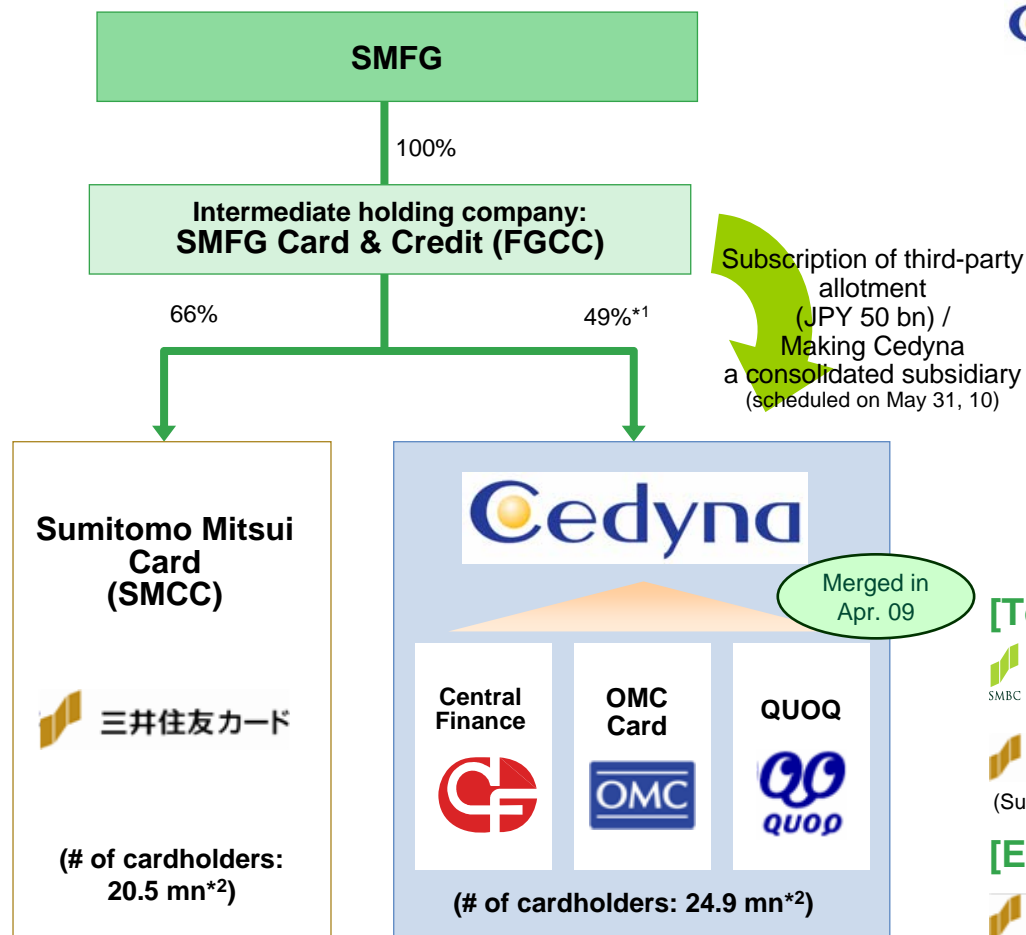 SMFG
100%
Intermediate holding company:
SMFG Card & Credit (FGCC)
66%
49%*1
Subscription of third-party
allotment
(JPY 50 bn) /
Making Cedyna
a consolidated subsidiary
(scheduled on May 31, 10)
Sumitomo Mitsui
Card
(SMCC)
三井住友カード
(# of cardholders:
20.5 mn*2)
Cedyna
Merged in
Apr. 09
Central
Finance
OMC
Card
OMC
QUOQ
QUOQ
(# of cardholders: 24.9 mn*2)
SMBC
(Su
[E